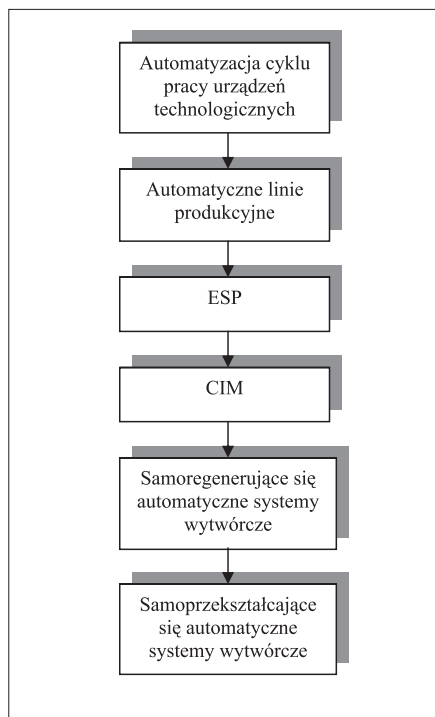 Automatyzacja cyklu
pracy urządzeń
technologicznych
Automatyczne linie
produkcyjne
ESP
CIM
Samoregenerujące się
automatyczne systemy
wytwórcze
Samoprzekształcające
się automatyczne
systemy wytwórcze